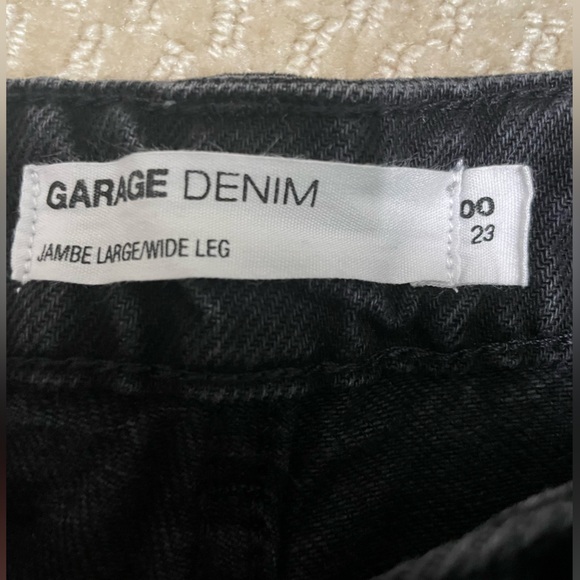 GARAGE DENIM
JAMBE LARGE/WIDE LEG
00
23